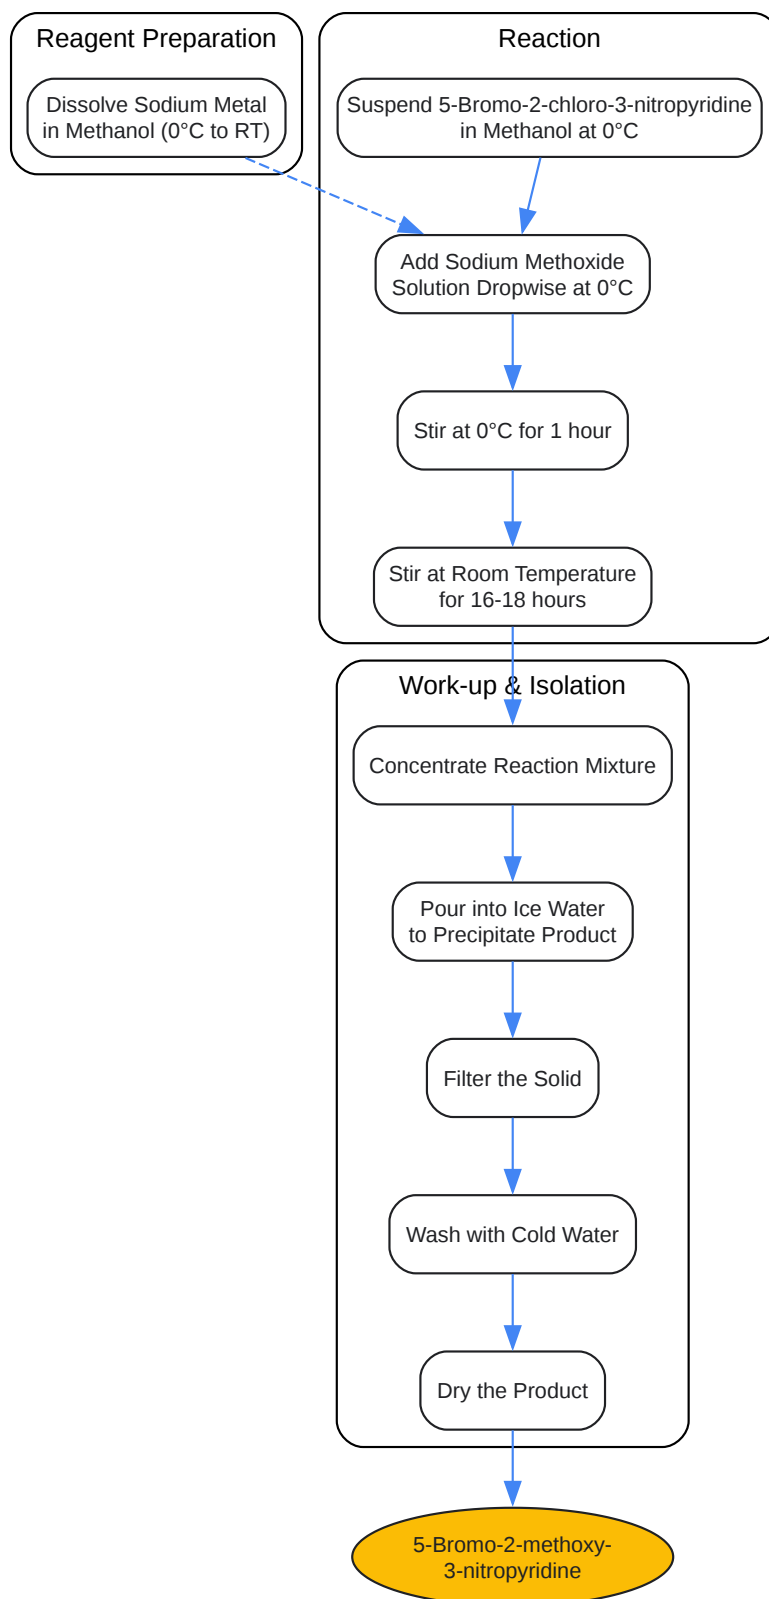 Reagent Preparation
Dissolve Sodium Metal
in Methanol (0°C to RT)
Reaction
Suspend 5-Bromo-2-chloro-3-nitropyridine
in Methanol at 0°C
Add Sodium Methoxide
Solution Dropwise at 0°C
Stir at 0°C for 1 hour
Stir at Room Temperature
for 16-18 hours
Work-up & Isolation
Concentrate Reaction Mixture
Pour into Ice Water
to Precipitate Product
Filter the Solid
Wash with Cold Water
Dry the Product
5-Bromo-2-methoxy-
3-nitropyridine